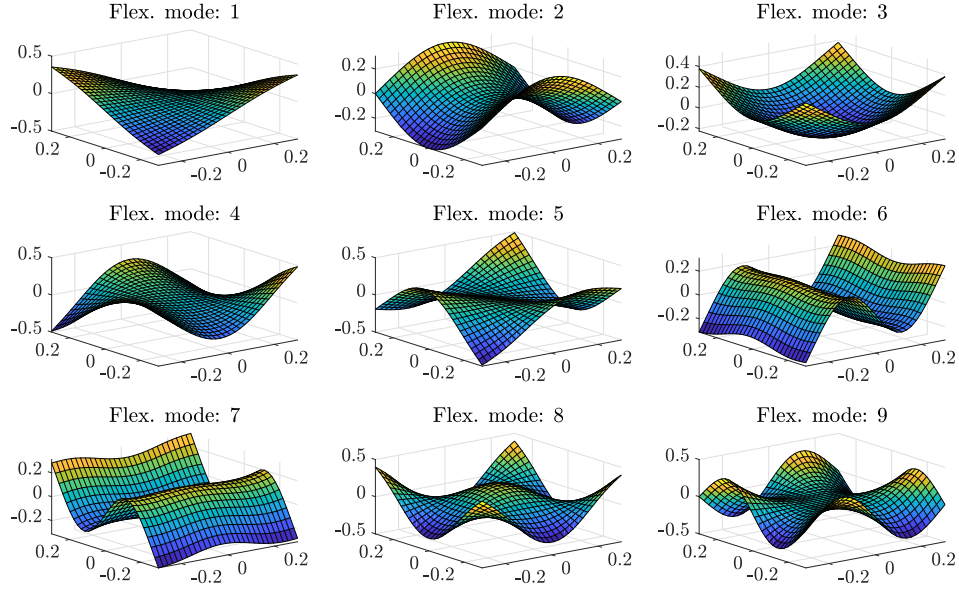 Flex. mode: 1 Flex. mode: 2 Flex. mode: 3
0.5 0.2 0.4
0 0 0.2
-0.5 -0.2 0
-0.2
0.2 0 -0.2 -0.2 0 0.2
0.2 0 -0.2 -0.2 0 0.2
0.2 0 -0.2 -0.2 0 0.2
Flex. mode: 4 Flex. mode: 5 Flex. mode: 6
0.5 0.5 0.2
0 0 0
-0.5 -0.5 -0.2
0.2 0 -0.2 -0.2 0 0.2
0.2 0 -0.2 -0.2 0 0.2
0.2 0 -0.2 -0.2 0 0.2
Flex. mode: 7 Flex. mode: 8 Flex. mode: 9
0.2 0.5 0.5
0 0 0
-0.2 -0.5 -0.5
0.2 0 -0.2 -0.2 0 0.2
0.2 0 -0.2 -0.2 0 0.2
0.2 0 -0.2 -0.2 0 0.2